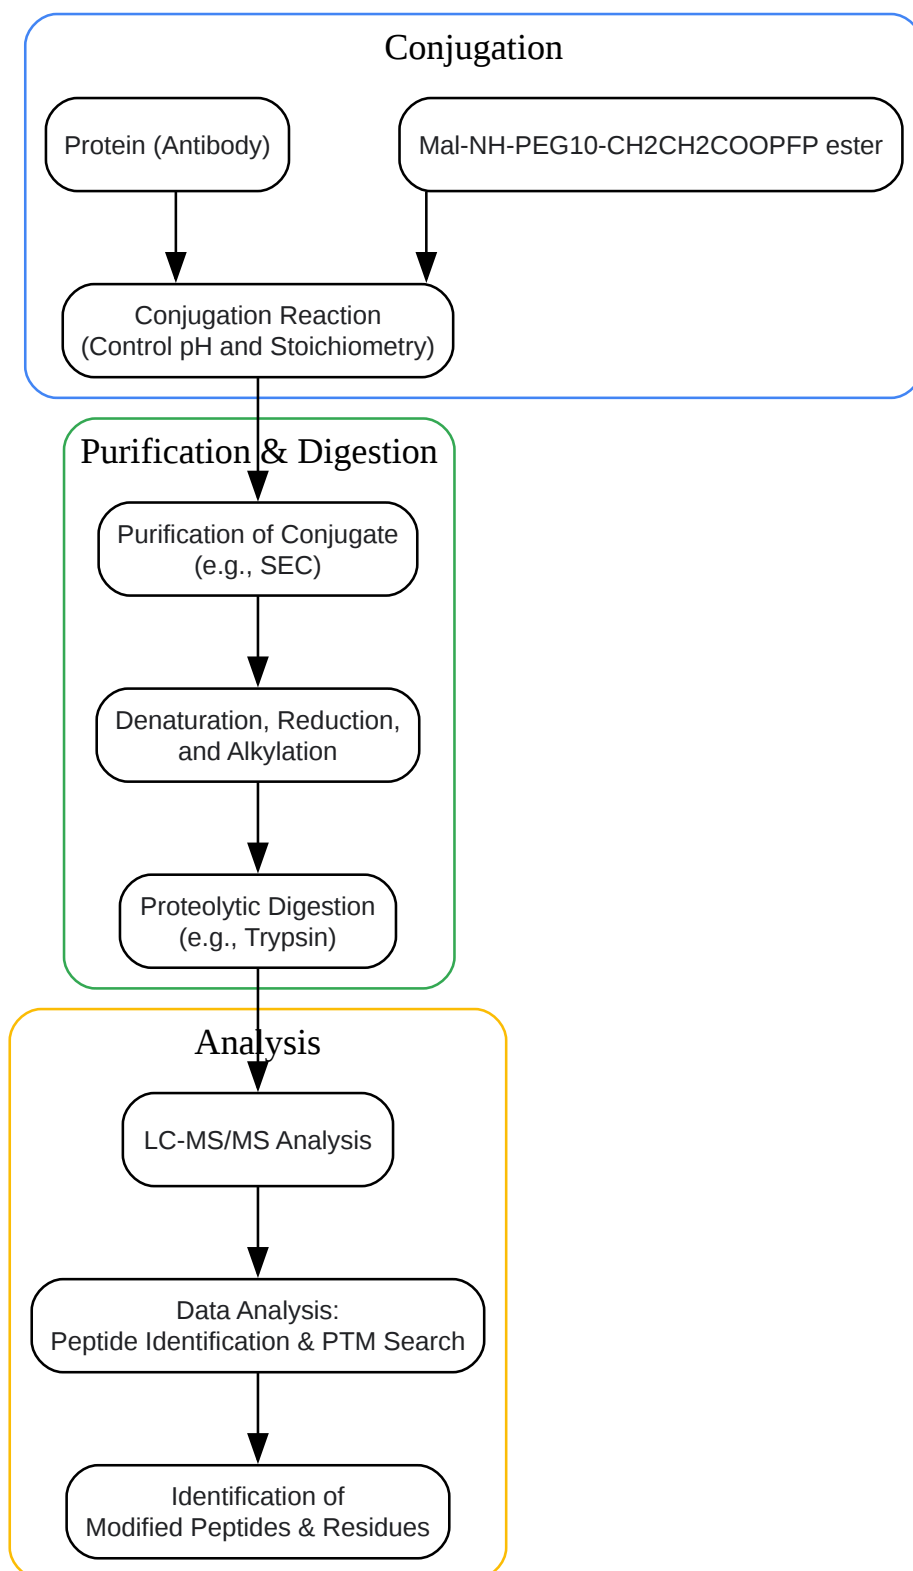 Conjugation
Protein (Antibody)
Mal-NH-PEG10-CH2CH2COOPFP ester
Conjugation Reaction
(Control pH and Stoichiometry)
Purification & Digestion
Purification of Conjugate
(e.g., SEC)
Denaturation, Reduction,
and Alkylation
Proteolytic Digestion
(e.g., Trypsin)
Analysis
LC-MS/MS Analysis
Data Analysis:
Peptide Identification & PTM Search
Identification of
Modified Peptides & Residues